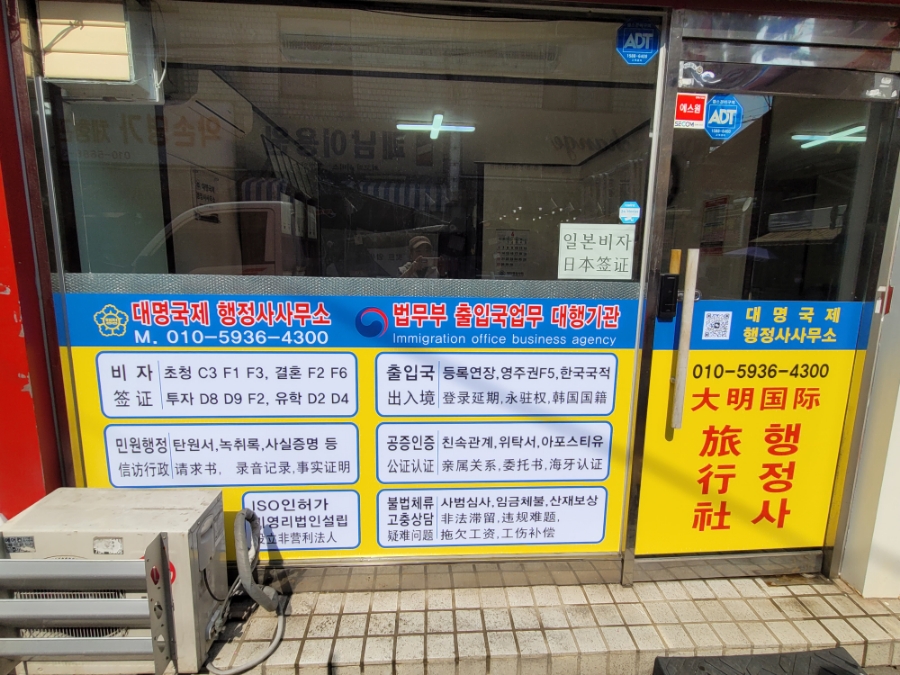 ADT
에스원
SECOM
ADT
일본비자
日本签证
대명국제 행정사사무소
M. 010-5936-4300
법무부 출입국업무 대행기관
Immigration office business agency
대명국제
행정사사무소
비자 초청 C3 F1 F3, 결혼 F2 F6
签证 투자 D8 D9 F2, 유학 D2 D4
출입국 등록연장,영주권F5,한국국적
出入境 登录延期,永驻权,韩国国籍
민원행정 탄원서,녹취록,사실증명 등
信访行政 请求书, 录音记录,事实证明
공증인증 친속관계,위탁서,아포스티유
公证认证 亲属关系,委托书,海牙认证
ISO인허가
비영리법인설립
设立非营利法人
불법체류 고충상담 疑难问题
사범심사,임금체불,산재보상
非法滞留,违规难题,
拖欠工资,工伤补偿
010-5936-4300
大明国际
旅行社
행정사